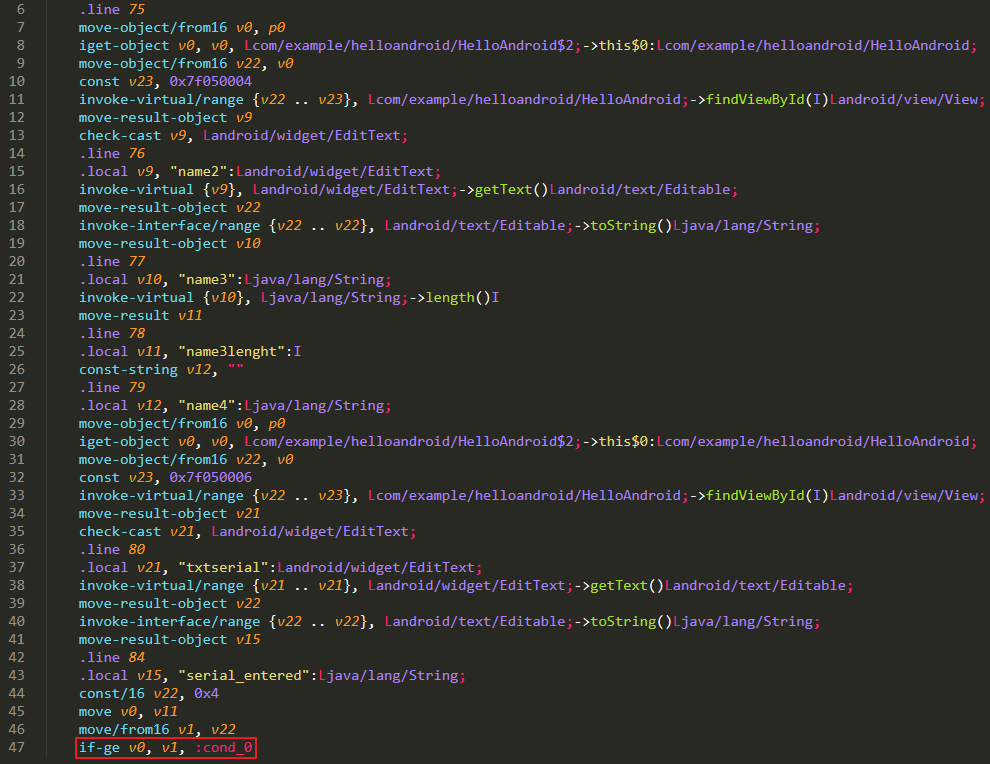 6 .line 75
7 move-object/from16 v0, p0
8 iget-object v0, v0, Lcom/example/helloandroid/HelloAndroid$2;->this$0:Lcom/example/helloandroid/HelloAndroid;
9 move-object/from16 v22, v0
10 const v23, 0x7f050004
11 invoke-virtual/range {v22 .. v23}, Lcom/example/helloandroid/HelloAndroid;->findViewById(I)Landroid/view/View;
12 move-result-object v9
13 check-cast v9, Landroid/widget/EditText;
14 .line 76
15 .local v9, "name2":Landroid/widget/EditText;
16 invoke-virtual {v9}, Landroid/widget/EditText;->getText()Landroid/text/Editable;
17 move-result-object v22
18 invoke-interface/range {v22 .. v22}, Landroid/text/Editable;->toString()Ljava/lang/String;
19 move-result-object v10
20 .line 77
21 .local v10, "name3":Ljava/lang/String;
22 invoke-virtual {v10}, Ljava/lang/String;->length()I
23 move-result v11
24 .line 78
25 .local v11, "name3lenght":I
26 const-string v12, ""
27 .line 79
28 .local v12, "name4":Ljava/lang/String;
29 move-object/from16 v0, p0
30 iget-object v0, v0, Lcom/example/helloandroid/HelloAndroid$2;->this$0:Lcom/example/helloandroid/HelloAndroid;
31 move-object/from16 v22, v0
32 const v23, 0x7f050006
33 invoke-virtual/range {v22 .. v23}, Lcom/example/helloandroid/HelloAndroid;->findViewById(I)Landroid/view/View;
34 move-result-object v21
35 check-cast v21, Landroid/widget/EditText;
36 .line 80
37 .local v21, "txtserial":Landroid/widget/EditText;
38 invoke-virtual/range {v21 .. v21}, Landroid/widget/EditText;->getText()Landroid/text/Editable;
39 move-result-object v22
40 invoke-interface/range {v22 .. v22}, Landroid/text/Editable;->toString()Ljava/lang/String;
41 move-result-object v15
42 .line 84
43 .local v15, "serial_entered":Ljava/lang/String;
44 const/16 v22, 0x4
45 move v0, v11
46 move/from16 v1, v22
47 if-ge v0, v1, :cond_0